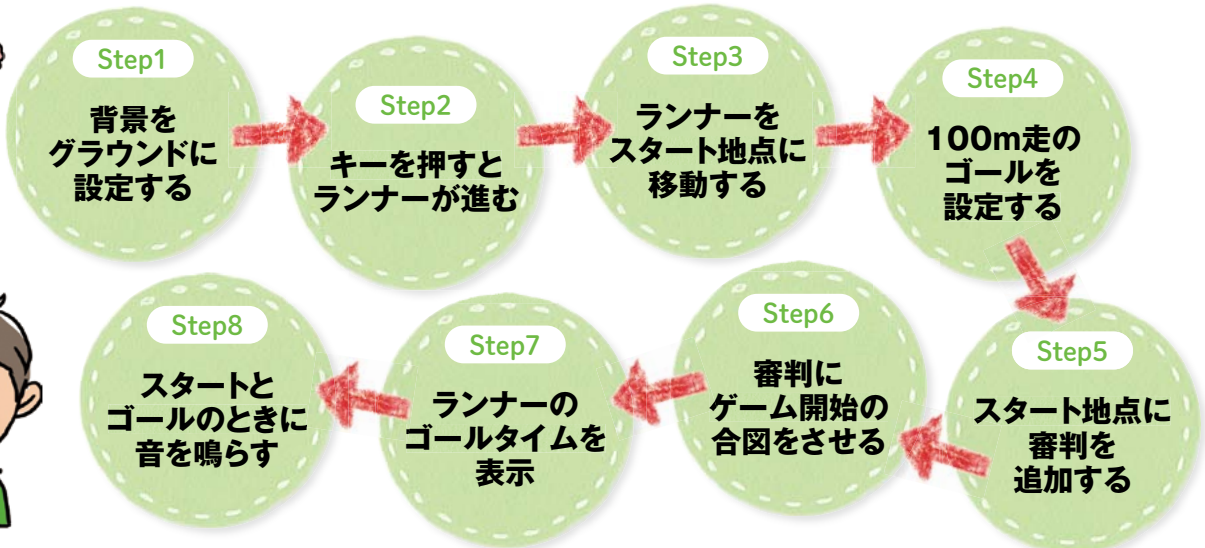 Step1
背景を
グラウンドに
設定する
Step2
キーを押すと
ランナーが進む
Step3
ランナーを
スタート地点に
移動する
Step4
100m走の
ゴールを
設定する
Step5
スタート地点に
審判を
追加する
Step6
審判に
ゲーム開始の
合図をさせる
Step7
ランナーの
ゴールタイムを
表示
Step8
スタートと
ゴールのときに
音を鳴らす